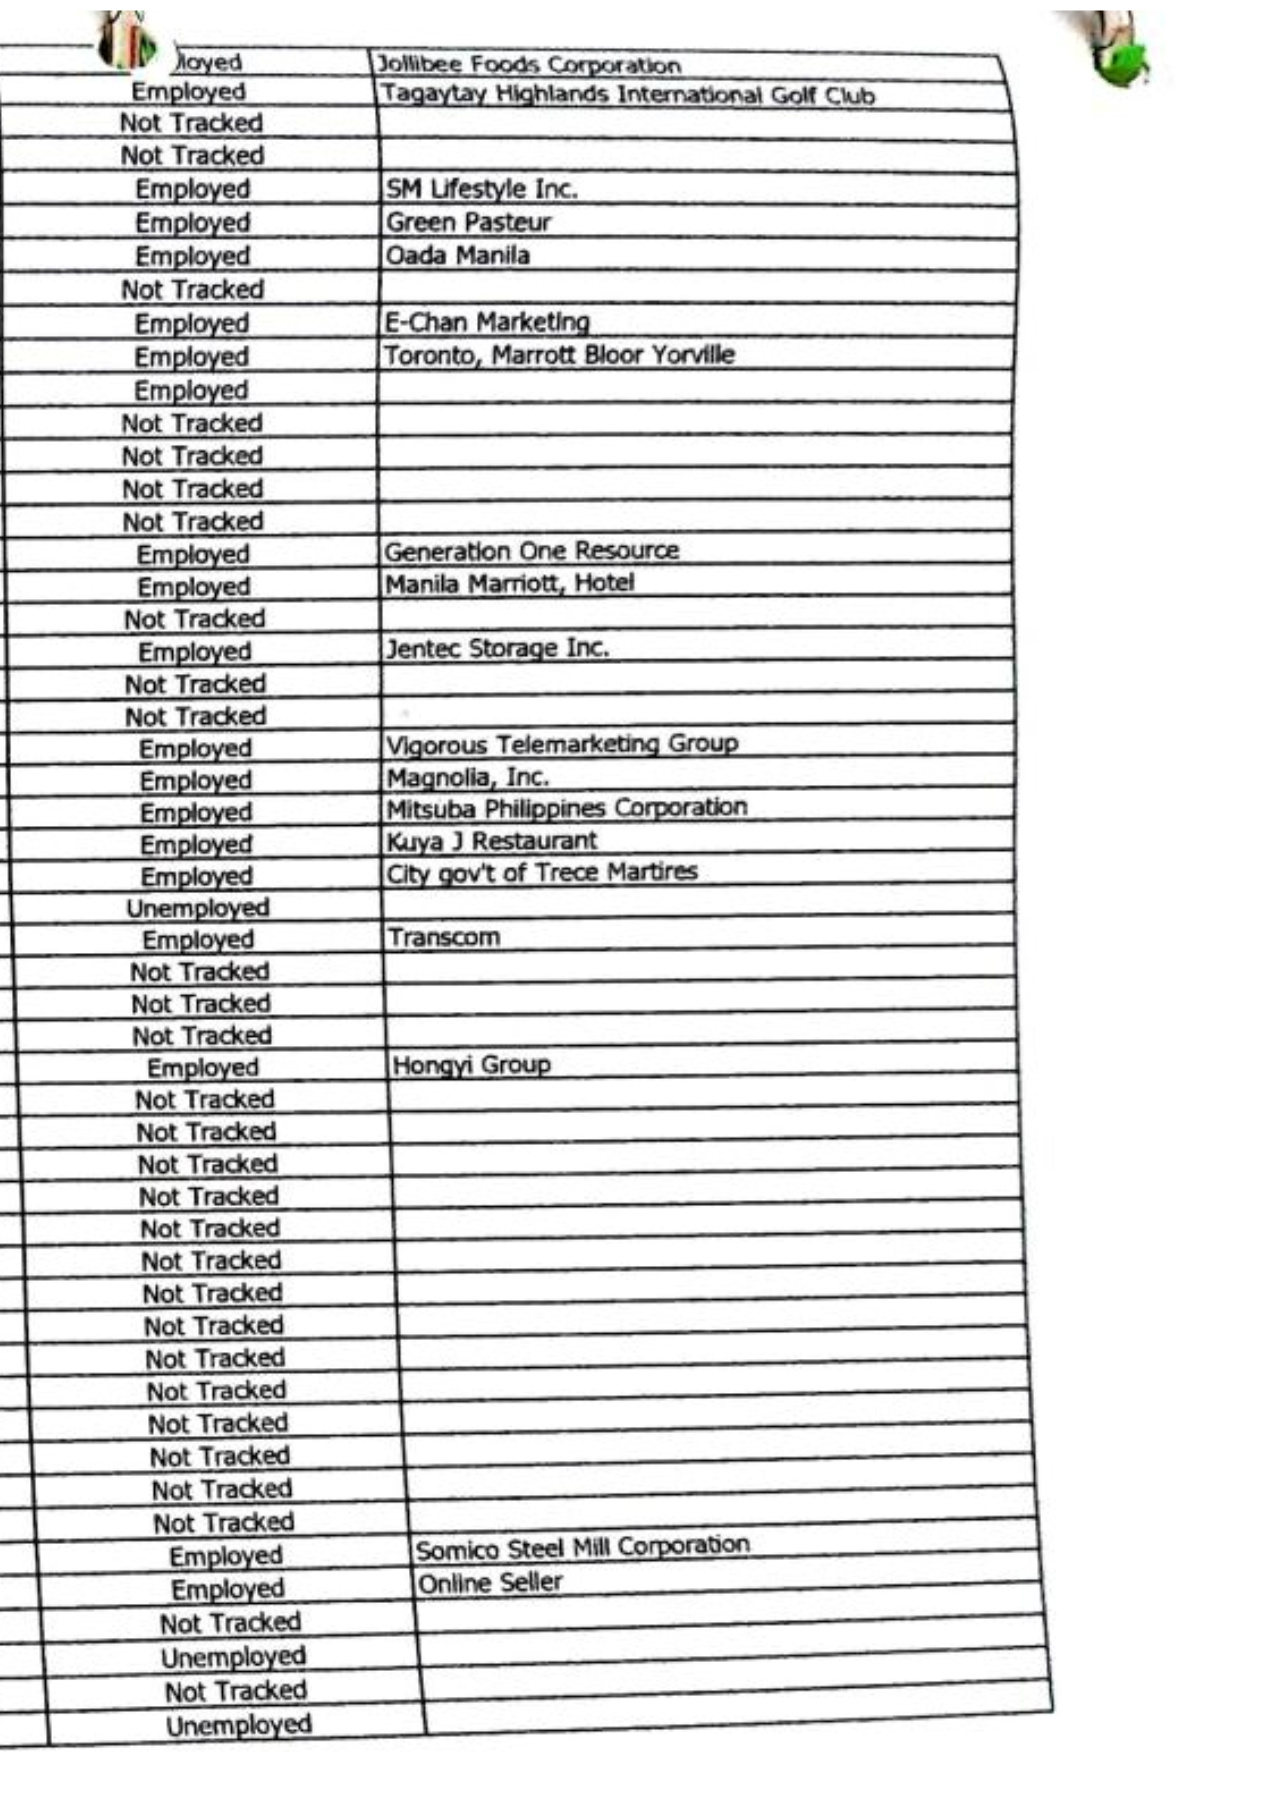 loyed Jollibee Foods Corporation
Employed Tagaytay Highlands International Golf Club
Not Tracked
Not Tracked
Employed SM Lifestyle Inc.
Employed Green Pasteur
Employed Oada Manila
Not Tracked
Employed E-Chan Marketing
Employed Toronto, Marrott Bloor Yorville
Employed
Not Tracked
Not Tracked
Not Tracked
Not Tracked
Employed Generation One Resource
Employed Manila Marriott, Hotel
Not Tracked
Employed Jentec Storage Inc.
Not Tracked
Not Tracked
Employed Vigorous Telemarketing Group
Employed Magnolia, Inc.
Employed Mitsuba Philippines Corporation
Employed Kuya J Restaurant
Employed City gov't of Trece Martires
Unemployed
Employed Transcom
Not Tracked
Not Tracked
Not Tracked
Employed Hongyi Group
Not Tracked
Not Tracked
Not Tracked
Not Tracked
Not Tracked
Not Tracked
Not Tracked
Not Tracked
Not Tracked
Not Tracked
Not Tracked
Not Tracked
Not Tracked
Not Tracked
Employed Somico Steel Mill Corporation
Employed Online Seller
Not Tracked
Unemployed
Not Tracked
Unemployed